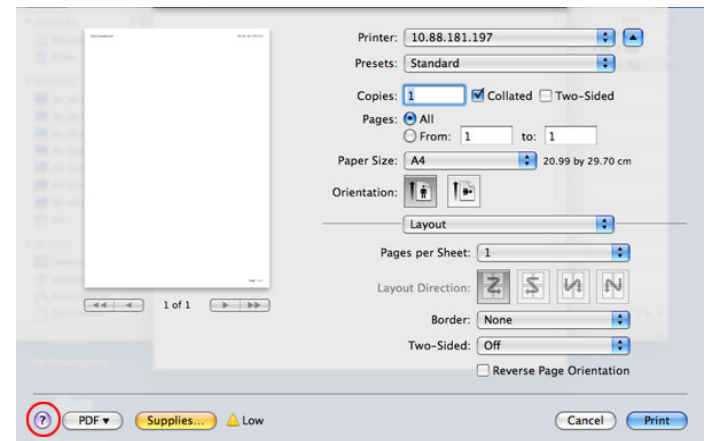 Printer: 10.88.181.197
Presets: Standard
Copies: 1 Collated Two-Sided
Pages: All
From: 1 to: 1
Paper Size: A4 20.99 by 29.70 cm
Orientation:
Layout
Pages per Sheet: 1
Layout Direction:
Border: None
Two-Sided: Off
Reverse Page Orientation
1 of 1
? PDF Supplies... Low Cancel Print